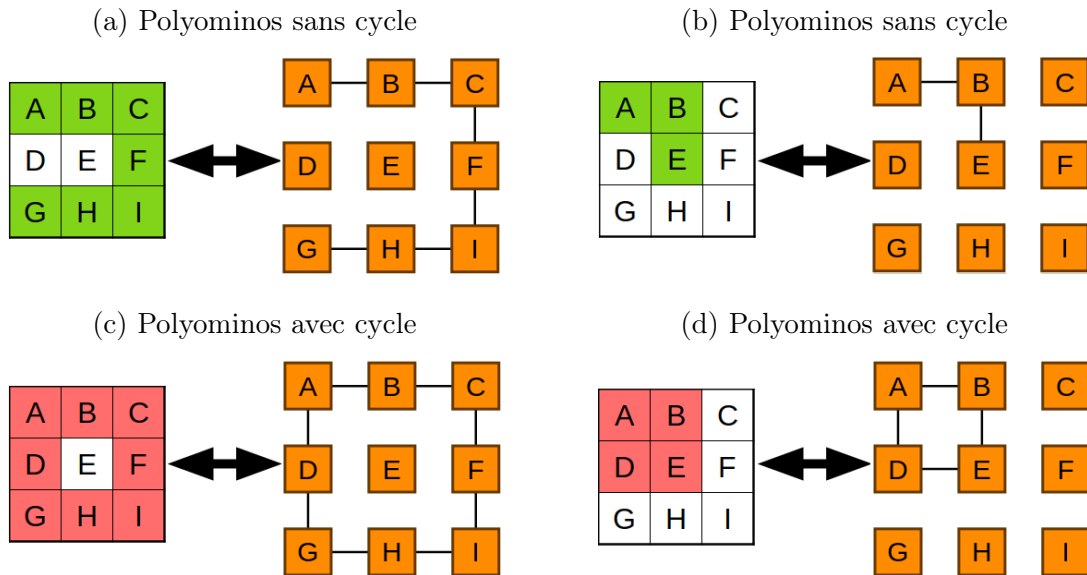 (a) Polyominos sans cycle
A B C
D E F
G H I
A B C
D E F
G H I
(b) Polyominos sans cycle
A B C
D E F
G H I
A B C
D E F
G H I
(c) Polyominos avec cycle
A B C
D E F
G H I
A B C
D E F
G H I
(d) Polyominos avec cycle
A B C
D E F
G H I
A B C
D E F
G H I